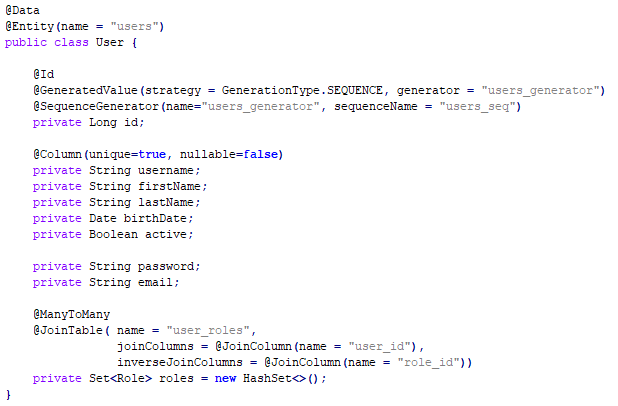 @Data
@Entity(name = "users")
public class User {
@Id
@GeneratedValue(strategy = GenerationType.SEQUENCE, generator = "users_generator")
@SequenceGenerator(name="users_generator", sequenceName = "users_seq")
private Long id;
@Column(unique=true, nullable=false)
private String username;
private String firstName;
private String lastName;
private Date birthDate;
private Boolean active;
private String password;
private String email;
@ManyToMany
@JoinTable( name = "user_roles",
joinColumns = @JoinColumn(name = "user_id"),
inverseJoinColumns = @JoinColumn(name = "role_id"))
private Set<Role> roles = new HashSet<>();
}